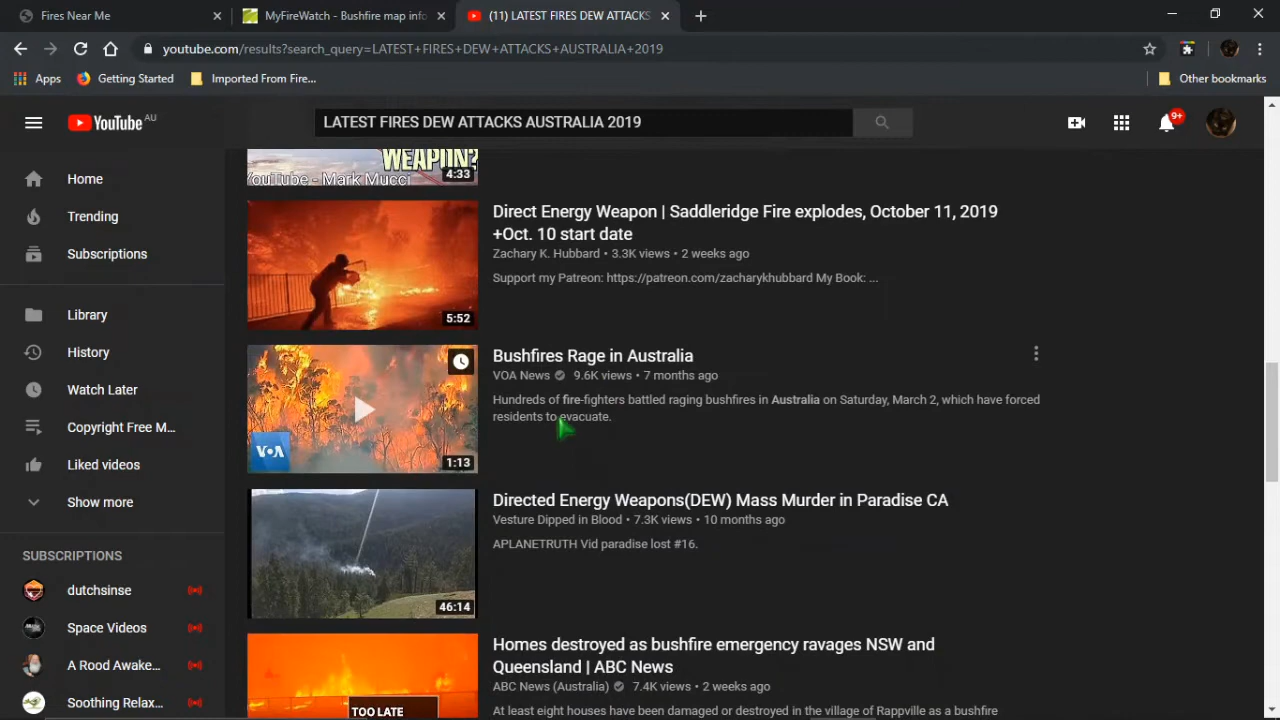 Fires Near Me
MyFireWatch - Bushfire map info
(11) LATEST FIRES DEW ATTACKS
youtube.com/results?search_query=LATEST+FIRES+DEW+ATTACKS+AUSTRALIA+2019
Apps
Getting Started
Imported From Fire...
Other bookmarks
YouTube AU
LATEST FIRES DEW ATTACKS AUSTRALIA 2019
9+
Home
Trending
Subscriptions
Library
History
Watch Later
Copyright Free M...
Liked videos
Show more
SUBSCRIPTIONS
dutchsinse
Space Videos
A Rood Awake...
Soothing Relax...
WEAPON?
YouTube - Mark Mucci
4:33
Direct Energy Weapon | Saddleridge Fire explodes, October 11, 2019
+Oct. 10 start date
Zachary K. Hubbard • 3.3K views • 2 weeks ago
Support my Patreon: https://patreon.com/zacharykhubbard My Book: ...
5:52
Bushfires Rage in Australia
VOA News 9.6K views • 7 months ago
Hundreds of fire-fighters battled raging bushfires in Australia on Saturday, March 2, which have forced
residents to evacuate.
VOA
1:13
Directed Energy Weapons(DEW) Mass Murder in Paradise CA
Vesture Dipped in Blood • 7.3K views • 10 months ago
APLANETRUTH Vid paradise lost #16.
46:14
Homes destroyed as bushfire emergency ravages NSW and
Queensland | ABC News
ABC News (Australia) 7.4K views • 2 weeks ago
At least eight houses have been damaged or destroyed in the village of Rappville as a bushfire
TOO LATE